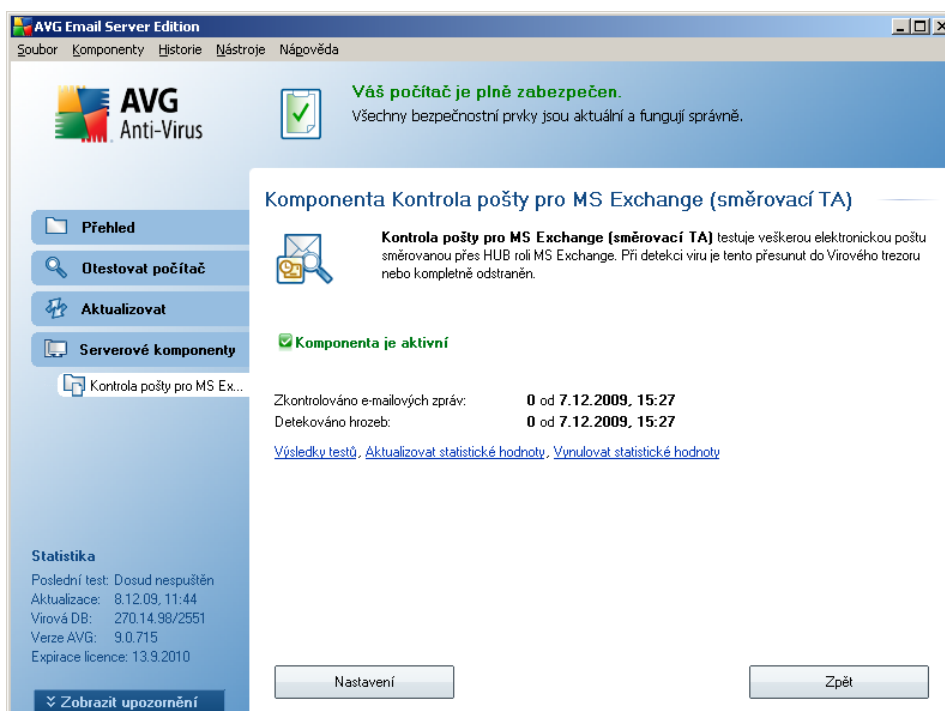 AVG Email Server Edition
Soubor Komponenty Historie Nástroje Nápověda
AVG
Anti-Virus
Váš počítač je plně zabezpečen.
Všechny bezpečnostní prvky jsou aktuální a fungují správně.
Přehled
Otestovat počítač
Aktualizovat
Serverové komponenty
Kontrola pošty pro MS Ex...
Komponenta Kontrola pošty pro MS Exchange (směrovací TA)
Kontrola pošty pro MS Exchange (směrovací TA) testuje veškerou elektronickou poštu
směrovanou přes HUB roli MS Exchange. Při detekci viru je tento přesunut do Virového trezoru
nebo kompletně odstraněn.
Komponenta je aktivní
Zkontrolováno e-mailových zpráv: 0 od 7.12.2009, 15:27
Detekováno hrozeb: 0 od 7.12.2009, 15:27
Výsledky testů, Aktualizovat statistické hodnoty, Vynulovat statistické hodnoty
Statistika
Poslední test: Dosud nespuštěn
Aktualizace: 8.12.09, 11:44
Virová DB: 270.14.98/2551
Verze AVG: 9.0.715
Expirace licence: 13.9.2010
Zobrazit upozornění
Nastavení
Zpět